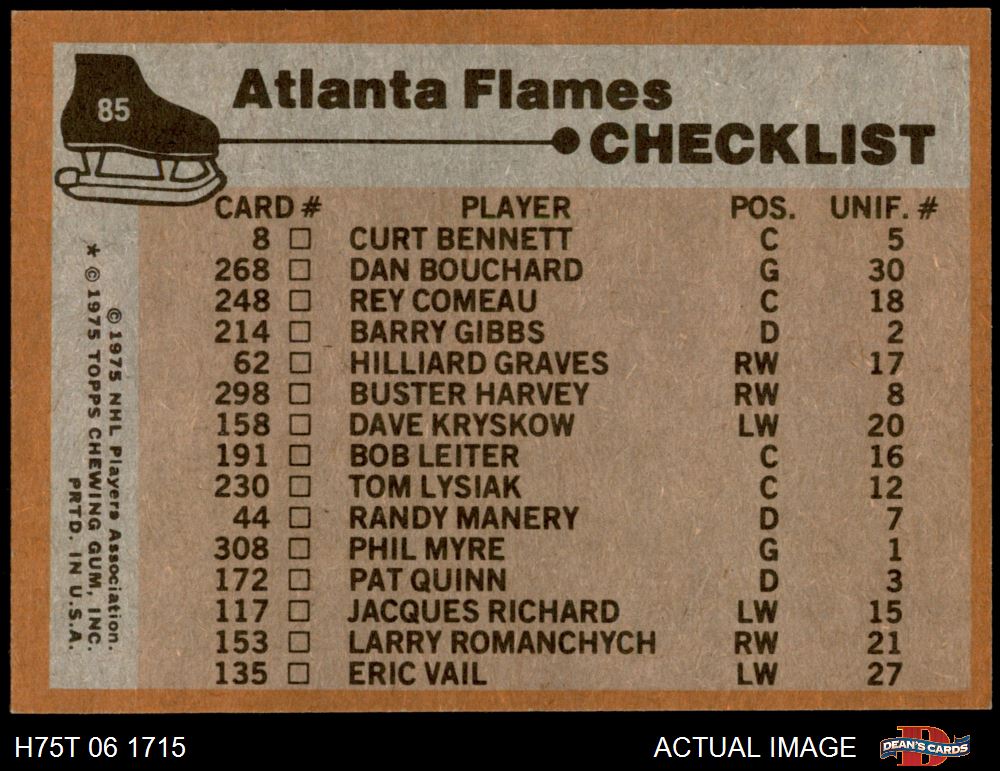 85
Atlanta Flames
CHECKLIST
CARD # PLAYER POS. UNIF. #
8 □ CURT BENNETT C 5
268 □ DAN BOUCHARD G 30
248 □ REY COMEAU C 18
214 □ BARRY GIBBS D 2
62 □ HILLIARD GRAVES RW 17
298 □ BUSTER HARVEY RW 8
158 □ DAVE KRYSKOW LW 20
191 □ BOB LEITER C 16
230 □ TOM LYSIAK C 12
44 □ RANDY MANERY D 7
308 □ PHIL MYRE G 1
172 □ PAT QUINN D 3
117 □ JACQUES RICHARD LW 15
153 □ LARRY ROMANCHYCH RW 21
135 □ ERIC VAIL LW 27
© 1975 NHL Players Association.
* © 1975 TOPPS CHEWING GUM, INC.
PRTD. IN U.S.A.
H75T 06 1715
ACTUAL IMAGE
DEAN'S CARDS